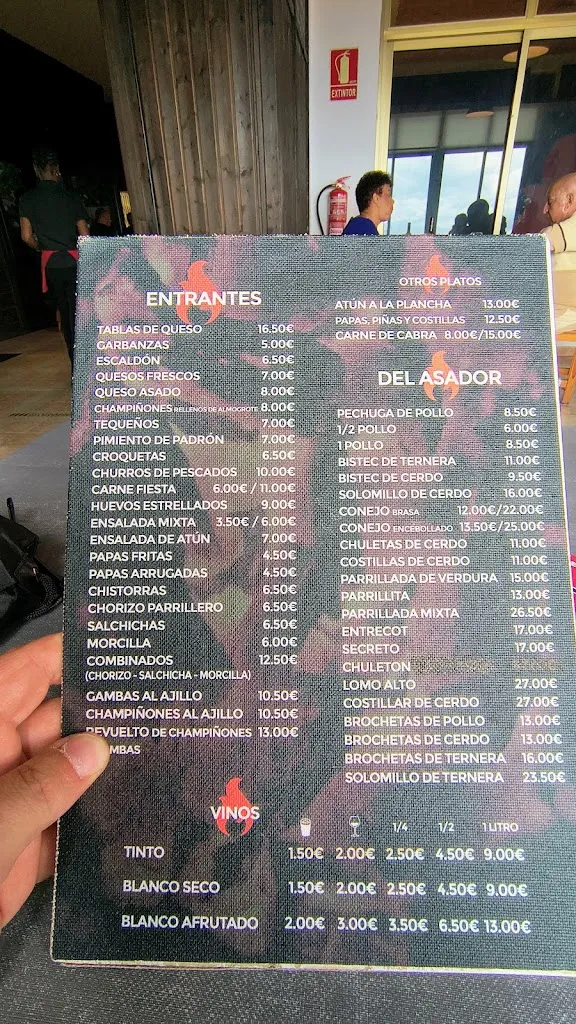 EXTINTOR
ENTRANTES
TABLAS DE QUESO 16.50€
GARBANZAS 5.00€
ESCALDÓN 6.50€
QUESOS FRESCOS 7.00€
QUESO ASADO 8.00€
CHAMPIÑONES RELLENOS DE ALMOGROTE 8.00€
TEQUEÑOS 7.00€
PIMIENTO DE PADRÓN 7.00€
CROQUETAS 6.50€
CHURROS DE PESCADOS 10.00€
CARNE FIESTA 6.00€ / 11.00€
HUEVOS ESTRELLADOS 9.00€
ENSALADA MIXTA 3.50€ / 6.00€
ENSALADA DE ATÚN 7.00€
PAPAS FRITAS 4.50€
PAPAS ARRUGADAS 4.50€
CHISTORRAS 6.50€
CHORIZO PARRILLERO 6.50€
SALCHICHAS 6.50€
MORCILLA 6.00€
COMBINADOS 12.50€
(CHORIZO - SALCHICHA - MORCILLA)
GAMBAS AL AJILLO 10.50€
CHAMPIÑONES AL AJILLO 10.50€
REVUELTO DE CHAMPIÑONES 13.00€
GAMBAS
OTROS PLATOS
ATÚN A LA PLANCHA 13.00€
PAPAS, PIÑAS Y COSTILLAS 12.50€
CARNE DE CABRA 8.00€/15.00€
DEL ASADOR
PECHUGA DE POLLO 8.50€
1/2 POLLO 6.00€
1 POLLO 8.50€
BISTEC DE TERNERA 11.00€
BISTEC DE CERDO 9.50€
SOLOMILLO DE CERDO 16.00€
CONEJO BRASA 12.00€/22.00€
CONEJO ENCEBOLLADO 13.50€/25.00€
CHULETAS DE CERDO 11.00€
COSTILLAS DE CERDO 11.00€
PARRILLADA DE VERDURA 15.00€
PARRILLITA 13.00€
PARRILLADA MIXTA 26.50€
ENTRECOT 17.00€
SECRETO 17.00€
CHULETON
LOMO ALTO 27.00€
COSTILLAR DE CERDO 27.00€
BROCHETAS DE POLLO 13.00€
BROCHETAS DE CERDO 13.00€
BROCHETAS DE TERNERA 16.00€
SOLOMILLO DE TERNERA 23.50€
VINOS
1/4 1/2 1 LITRO
TINTO 1.50€ 2.00€ 2.50€ 4.50€ 9.00€
BLANCO SECO 1.50€ 2.00€ 2.50€ 4.50€ 9.00€
BLANCO AFRUTADO 2.00€ 3.00€ 3.50€ 6.50€ 13.00€